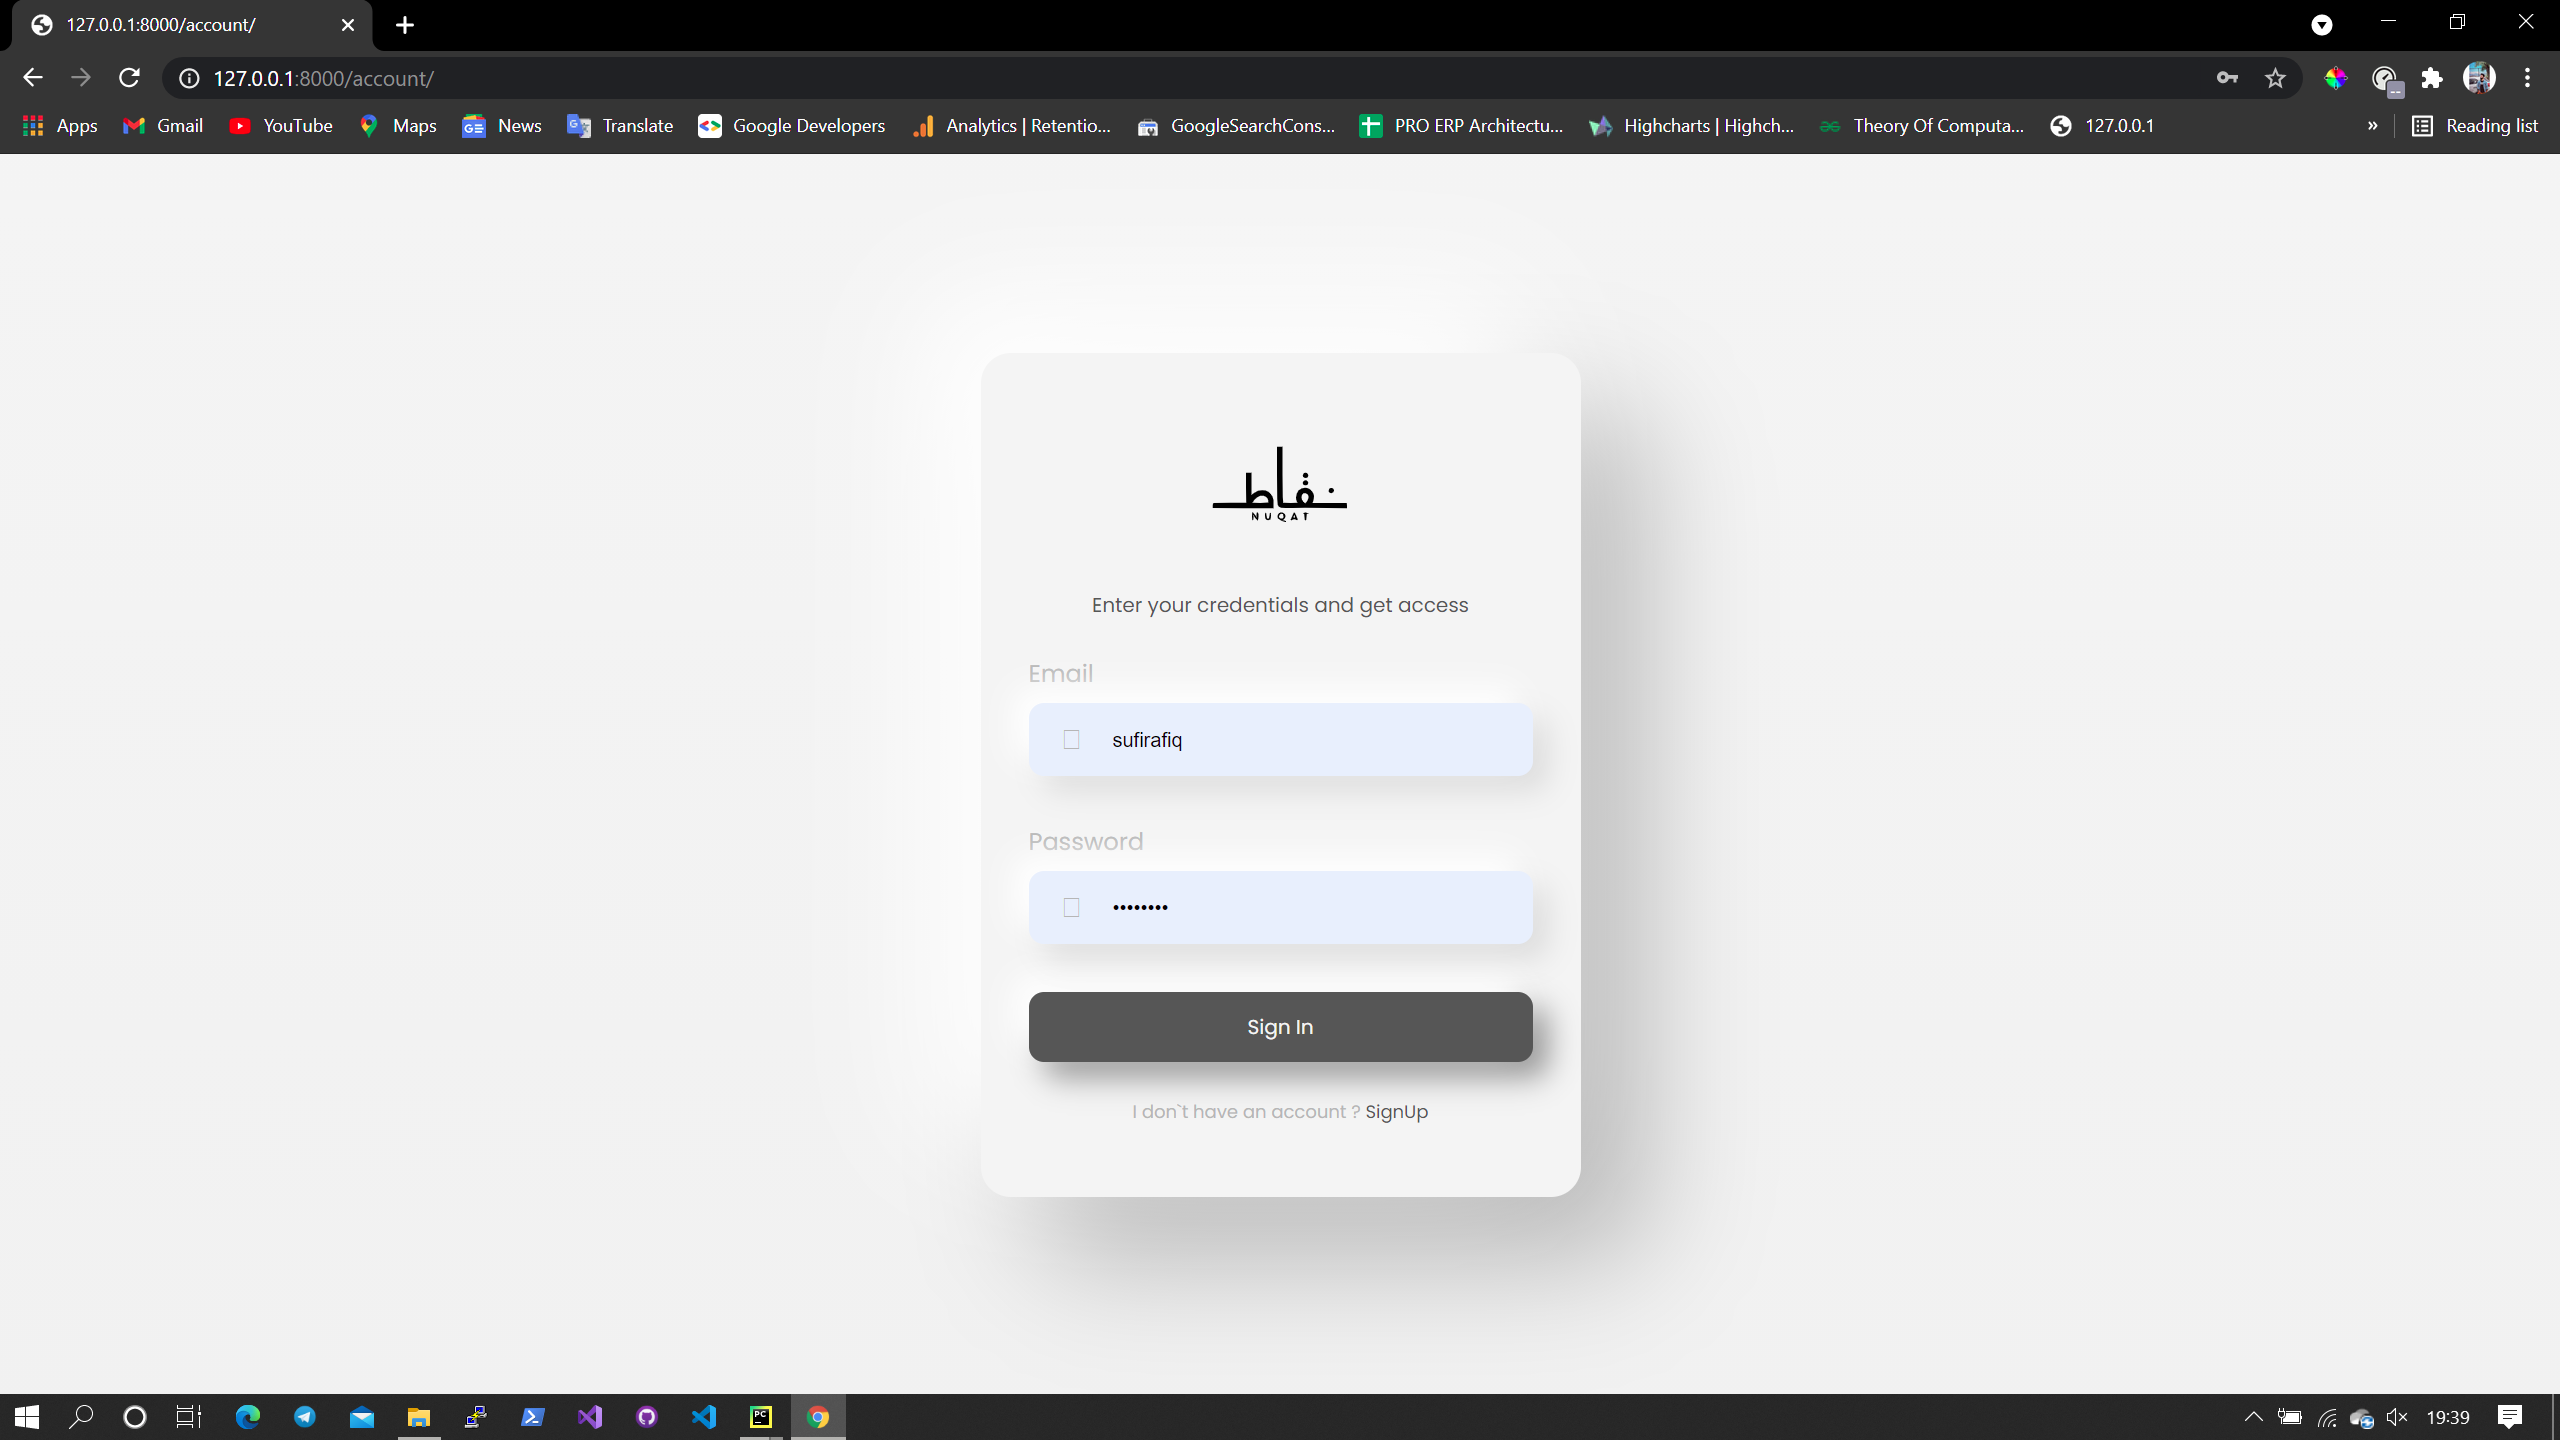 127.0.0.1:8000/account/
127.0.0.1:8000/account/
Apps Gmail YouTube Maps News Translate Google Developers Analytics | Retentio... GoogleSearchCons... PRO ERP Architectu... Highcharts | Highch... Theory Of Computa... 127.0.0.1 » Reading list
نقاط
NUQAT
Enter your credentials and get access
Email
sufirafiq
Password
••••••••
Sign In
I don`t have an account ? SignUp
PC
19:39